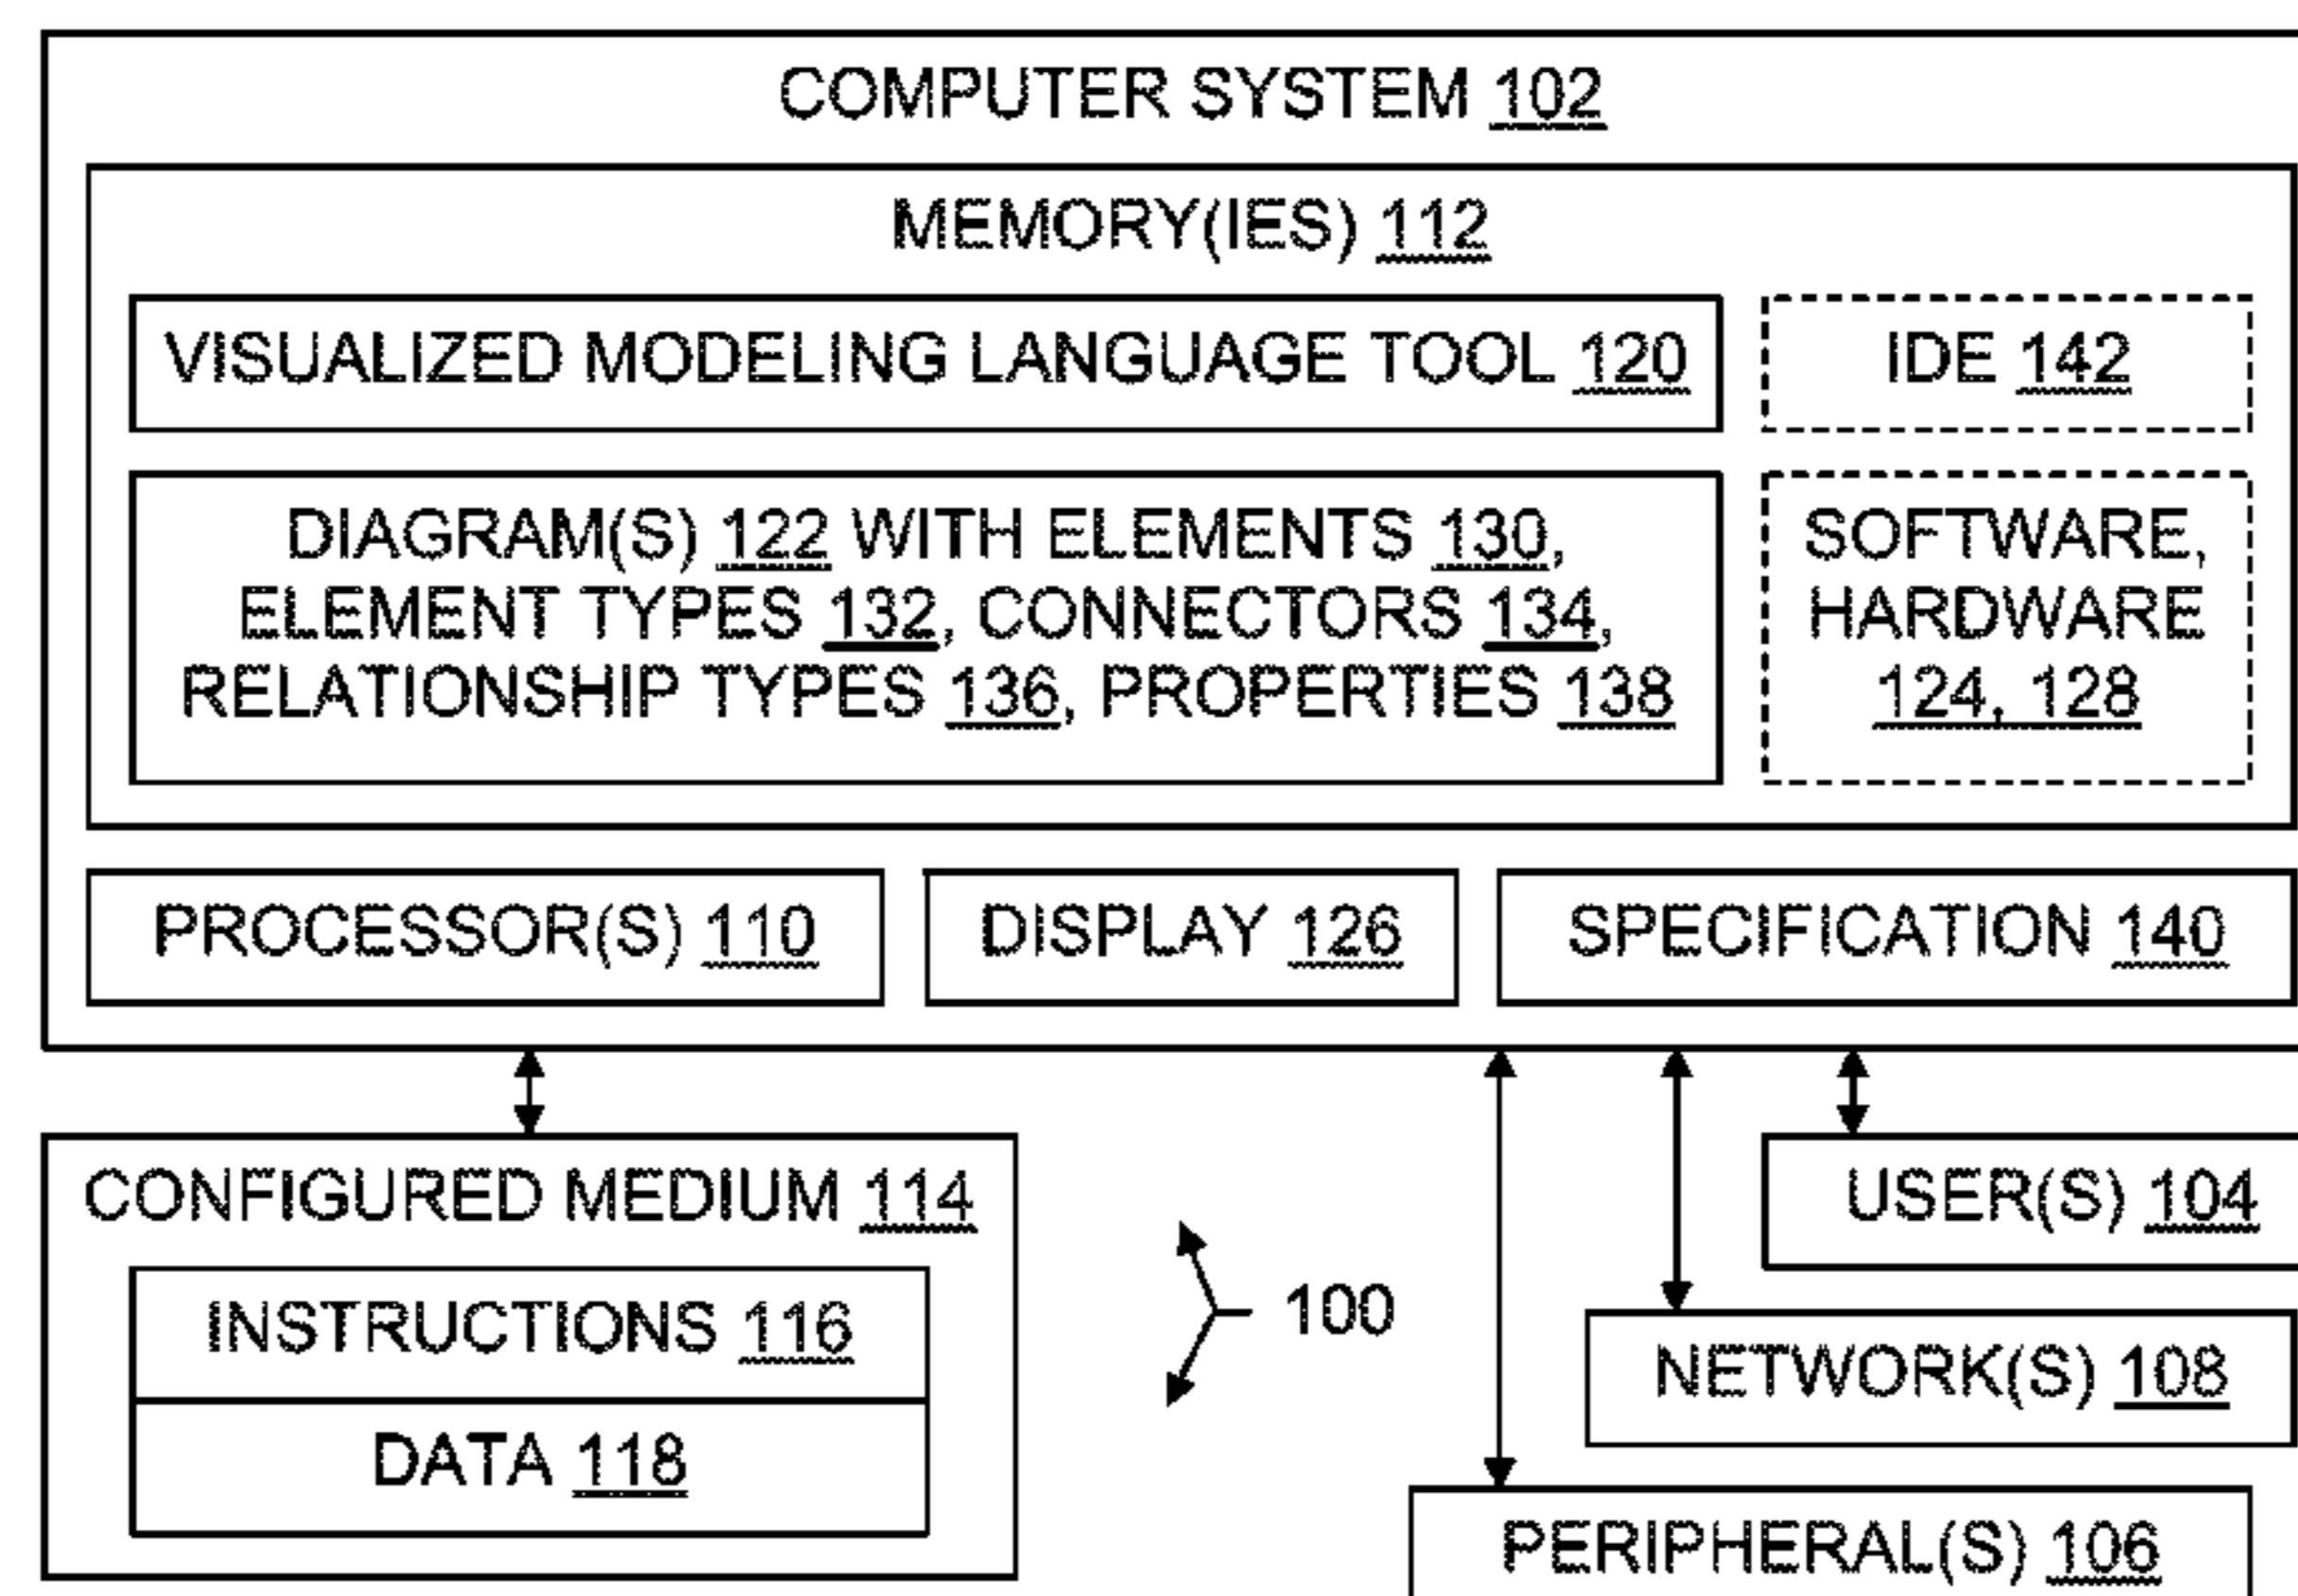 COMPUTER SYSTEM 102
MEMORY(IES) 112
VISUALIZED MODELING LANGUAGE TOOL 120
IDE 142
DIAGRAM(S) 122 WITH ELEMENTS 130,
ELEMENT TYPES 132, CONNECTORS 134,
RELATIONSHIP TYPES 136, PROPERTIES 138
SOFTWARE,
HARDWARE
124, 128
PROCESSOR(S) 110
DISPLAY 126
SPECIFICATION 140
CONFIGURED MEDIUM 114
INSTRUCTIONS 116
DATA 118
100
USER(S) 104
NETWORK(S) 108
PERIPHERAL(S) 106